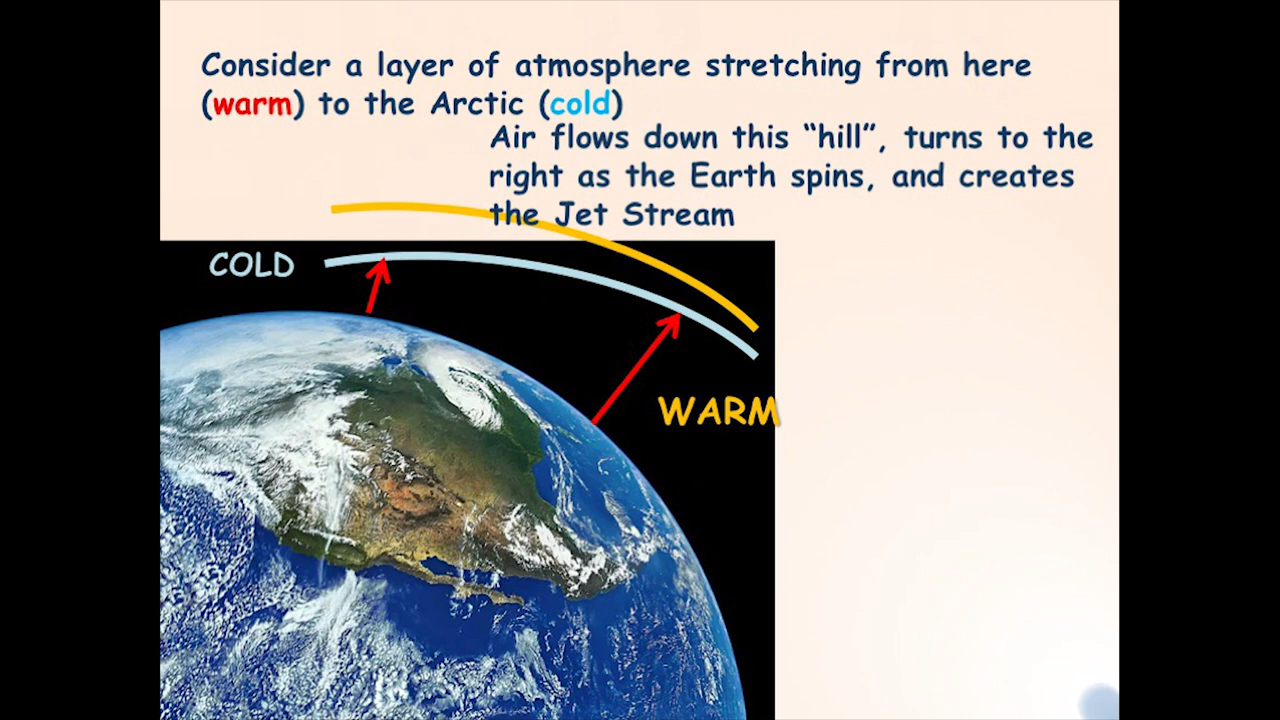 Consider a layer of atmosphere stretching from here
(warm) to the Arctic (cold)
Air flows down this “hill”, turns to the
right as the Earth spins, and creates
the Jet Stream
COLD
WARM